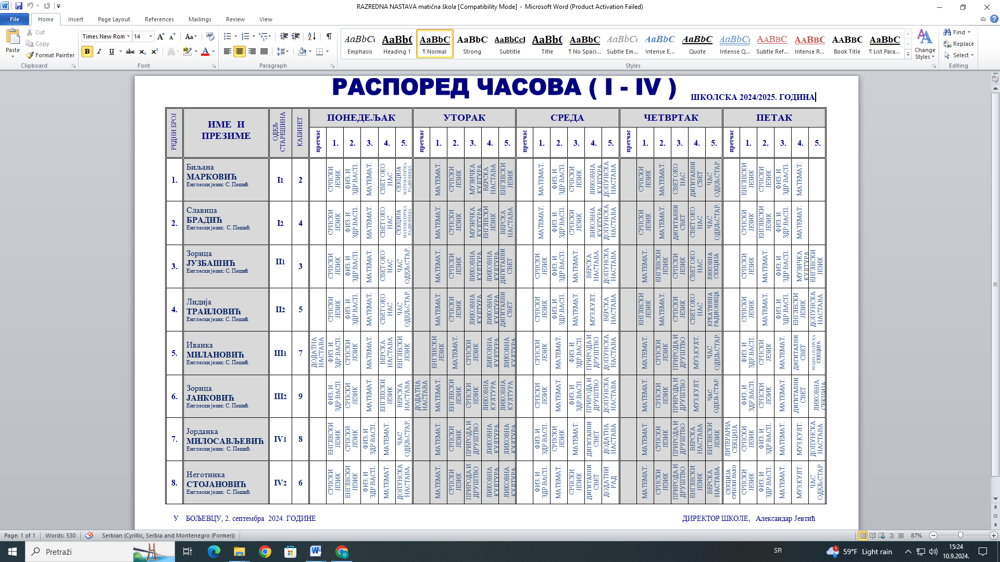 RAZREDNA NASTAVA matična škola [Compatibility Mode] - Microsoft Word (Product Activation Failed)
File Home Insert Page Layout References Mailings Review View
Paste
Cut
Copy
Format Painter
Clipboard
Times New Rom 14
Font
Paragraph
AaBbCc AaBbC AaBbC AaBbC AaBbCcI AaBbC AaBbC AaBbCc AaBbC AaBbC AaBbCc AaBbC AaBbC AaBbC AaBbC
Emphasis Heading 1 ¶ Normal Strong Subtitle Title ¶ No Spaci... Subtle Em... Intense E... Quote Intense Q... Subtle Ref... Intense R... Book Title ¶ List Para...
Styles
Change Styles
Find
Replace
Select
Editing
РАСПОРЕД ЧАСОВА ( I - IV )
ШКОЛСКА 2024/2025. ГОДИНА
РЕДНИ БРОЈ ИМЕ И ПРЕЗИМЕ ОДЕЉ СТАРЕШИНА КАБИНЕТ ПОНЕДЕЉАК УТОРАК СРЕДА ЧЕТВРТАК ПЕТАК
претчас 1. 2. 3. 4. 5. претчас 1. 2. 3. 4. 5. претчас 1. 2. 3. 4. 5. претчас 1. 2. 3. 4. 5. претчас 1. 2. 3. 4. 5.
1. Биљана МАРКОВИЋ Енглески језик: С. Пешић I1 2
СРПСКИ ЈЕЗИК ФИЗ. И ЗДР.ВАСП. МАТЕМАТ. СВЕТ ОКО НАС СЕКЦИЈА МАТЕМАТИЧКА РАДИОНИЦА
МАТЕМАТ. СРПСКИ ЈЕЗИК МУЗИЧКА КУЛТУРА ВЕРСКА НАСТАВА ЕНГЛЕСКИ ЈЕЗИК
МАТЕМАТ. ФИЗ. И ЗДР.ВАСП. СРПСКИ ЈЕЗИК ЛИКОВНА КУЛТУРА ДОПУНСКА НАСТАВА
СРПСКИ ЈЕЗИК МАТЕМАТ. СВЕТ ОКО НАС ДИГИТАЛНИ СВЕТ ЧАС ОДЕЉ.СТАР.
ЕНГЛЕСКИ ЈЕЗИК СРПСКИ ЈЕЗИК ФИЗ. И ЗДР.ВАСП. МАТЕМАТ.
2. Славица БРАДИЋ Енглески језик: С. Пешић I2 4
СРПСКИ ЈЕЗИК ФИЗ. И ЗДР.ВАСП. МАТЕМАТ. СВЕТ ОКО НАС СЕКЦИЈА МАТЕМАТИЧКА РАДИОНИЦА
МАТЕМАТ. СРПСКИ ЈЕЗИК МУЗИЧКА КУЛТУРА ЕНГЛЕСКИ ЈЕЗИК ВЕРСКА НАСТАВА
МАТЕМАТ. ФИЗ. И ЗДР.ВАСП. СРПСКИ ЈЕЗИК ЛИКОВНА КУЛТУРА ДОПУНСКА НАСТАВА
СРПСКИ ЈЕЗИК МАТЕМАТ. ДИГИТАЛНИ СВЕТ СВЕТ ОКО НАС ЧАС ОДЕЉ.СТАР.
СРПСКИ ЈЕЗИК ЕНГЛЕСКИ ЈЕЗИК ФИЗ. И ЗДР.ВАСП. МАТЕМАТ.
3. Зорица ЈУЗБАШИЋ Енглески језик: С. Пешић II1 3
СРПСКИ ЈЕЗИК ФИЗ. И ЗДР.ВАСП. МАТЕМАТ. СВЕТ ОКО НАС ЧАС ОДЕЉ.СТАР.
МАТЕМАТ. СРПСКИ ЈЕЗИК ЛИКОВНА КУЛТУРА ЛИКОВНА КУЛТУРА ДИГИТАЛНИ СВЕТ
СРПСКИ ЈЕЗИК ФИЗ. И ЗДР.ВАСП. МАТЕМАТ. ВЕРСКА НАСТАВА ДОПУНСКА НАСТАВА
МАТЕМАТ. ЕНГЛЕСКИ ЈЕЗИК СРПСКИ ЈЕЗИК СВЕТ ОКО НАС ЛИКОВНА СЕКЦИЈА
СРПСКИ ЈЕЗИК МАТЕМАТ. ФИЗ. И ЗДР.ВАСП. МУЗИЧКА КУЛТУРА ЕНГЛЕСКИ ЈЕЗИК
4. Лидија ТРАИЛОВИЋ Енглески језик: С. Пешић II2 5
СРПСКИ ЈЕЗИК ФИЗ. И ЗДР.ВАСП. МАТЕМАТ. СВЕТ ОКО НАС ЧАС ОДЕЉ.СТАР.
МАТЕМАТ. СРПСКИ ЈЕЗИК ЛИКОВНА КУЛТУРА ЛИКОВНА КУЛТУРА ДИГИТАЛНИ СВЕТ
СРПСКИ ЈЕЗИК ФИЗ. И ЗДР.ВАСП. МАТЕМАТ. МУЗ.КУЛТ. ВЕРСКА НАСТАВА
ЕНГЛЕСКИ ЈЕЗИК МАТЕМАТ. СРПСКИ ЈЕЗИК СВЕТ ОКО НАС КРЕАТИВНА РАДИОНИЦА
СРПСКИ ЈЕЗИК МАТЕМАТ. ФИЗ. И ЗДР.ВАСП. ЕНГЛЕСКИ ЈЕЗИК ДОПУНСКА НАСТАВА
5. Иванка МИЛАНОВИЋ Енглески језик: С. Пешић III1 7
ДОДАТНА НАСТАВА ФИЗ. И ЗДР.ВАСП. СРПСКИ ЈЕЗИК МАТЕМАТ. ВЕРСКА НАСТАВА ЕНГЛЕСКИ ЈЕЗИК
ЕНГЛЕСКИ ЈЕЗИК МАТЕМАТ. СРПСКИ ЈЕЗИК ЛИКОВНА КУЛТУРА ЛИКОВНА КУЛТУРА
СРПСКИ ЈЕЗИК МАТЕМАТ. ФИЗ. И ЗДР.ВАСП. ПРИРОДА И ДРУШТВО ДОПУНСКА НАСТАВА
МАТЕМАТ. СРПСКИ ЈЕЗИК ПРИРОДА И ДРУШТВО МУЗ.КУЛТ. ЧАС ОДЕЉ.СТАР.
ФИЗ. И ЗДР.ВАСП. СРПСКИ ЈЕЗИК МАТЕМАТ. ДИГИТАЛНИ СВЕТ СЕКЦИЈА
6. Зорица ЈАНКОВИЋ Енглески језик: С. Пешић III2 9
ФИЗ. И ЗДР.ВАСП. СРПСКИ ЈЕЗИК МАТЕМАТ. ЕНГЛЕСКИ ЈЕЗИК ВЕРСКА НАСТАВА
ДОДАТНА НАСТАВА МАТЕМАТ. ЕНГЛЕСКИ ЈЕЗИК СРПСКИ ЈЕЗИК ЛИКОВНА КУЛТУРА ЛИКОВНА КУЛТУРА
СРПСКИ ЈЕЗИК МАТЕМАТ. ФИЗ. И ЗДР.ВАСП. ПРИРОДА И ДРУШТВО ДОПУНСКА НАСТАВА
МАТЕМАТ. СРПСКИ ЈЕЗИК ПРИРОДА И ДРУШТВО МУЗ.КУЛТ. ЧАС ОДЕЉ.СТАР.
ФИЗ. И ЗДР.ВАСП. СРПСКИ ЈЕЗИК МАТЕМАТ. ДИГИТАЛНИ СВЕТ ЛИКОВНА СЕКЦИЈА
7. Јорданка МИЛОСАВЉЕВИЋ Енглески језик: С. Пешић IV1 8
ЕНГЛЕСКИ ЈЕЗИК СРПСКИ ЈЕЗИК ФИЗ. И ЗДР.ВАСП. МАТЕМАТ. ЧАС ОДЕЉ.СТАР.
МАТЕМАТ. СРПСКИ ЈЕЗИК ПРИРОДА И ДРУШТВО ЛИКОВНА КУЛТУРА ЛИКОВНА КУЛТУРА
ФИЗ. И ЗДР.ВАСП. СРПСКИ ЈЕЗИК МАТЕМАТ. ДИГИТАЛНИ СВЕТ ДОДАТНА НАСТАВА
МАТЕМАТ. СРПСКИ ЈЕЗИК ПРИРОДА И ДРУШТВО ВЕРСКА НАСТАВА ЕНГЛЕСКИ ЈЕЗИК
ЛИТЕРАРНА СЕКЦИЈА СРПСКИ ЈЕЗИК ФИЗ. И ЗДР.ВАСП. МАТЕМАТ. МУЗ.КУЛТ. ДОПУНСКА НАСТАВА
8. Неготинка СТОЈАНОВИЋ Енглески језик: С. Пешић IV2 6
СРПСКИ ЈЕЗИК ЕНГЛЕСКИ ЈЕЗИК ФИЗ. И ЗДР.ВАСП. МАТЕМАТ. ДОПУНСКА НАСТАВА
МАТЕМАТ. СРПСКИ ЈЕЗИК ПРИРОДА И ДРУШТВО ЛИКОВНА КУЛТУРА ЛИКОВНА КУЛТУРА
ФИЗ. И ЗДР.ВАСП. МАТЕМАТ. СРПСКИ ЈЕЗИК ДИГИТАЛНИ СВЕТ ДОДАТНИ РАД
МАТЕМАТ. СРПСКИ ЈЕЗИК ПРИРОДА И ДРУШТВО ЕНГЛЕСКИ ЈЕЗИК ВЕРСКА НАСТАВА
СЕКЦИЈА СРПСКИ ЈЕЗИК ФИЗ. И ЗДР.ВАСП. МАТЕМАТ. МУЗ.КУЛТ. ЧАС ОДЕЉ.СТАР.
У БОЉЕВЦУ, 2. септембра 2024. ГОДИНЕ
ДИРЕКТОР ШКОЛЕ, Александар Јевтић
Page: 1 of 1 Words: 530 Serbian (Cyrillic, Serbia and Montenegro (Former)) 87%
Pretraži
SR
59°F Light rain
15:24
10.9.2024.